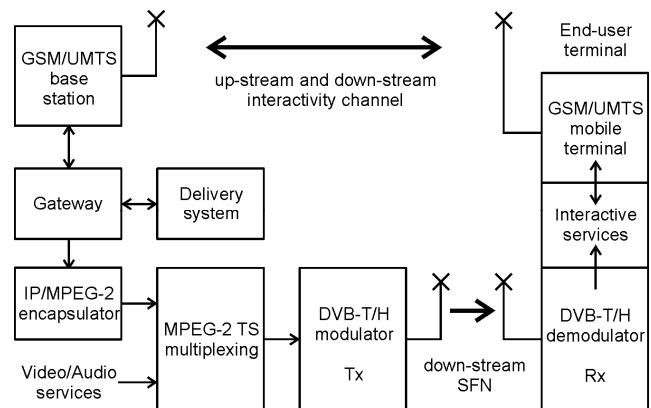 GSM/UMTS
base
station
up-stream and down-stream
interactivity channel
End-user
terminal
GSM/UMTS
mobile
terminal
Gateway
Delivery
system
Interactive
services
IP/MPEG-2
encapsulator
MPEG-2 TS
multiplexing
Video/Audio
services
DVB-T/H
modulator
Tx
down-stream
SFN
DVB-T/H
demodulator
Rx